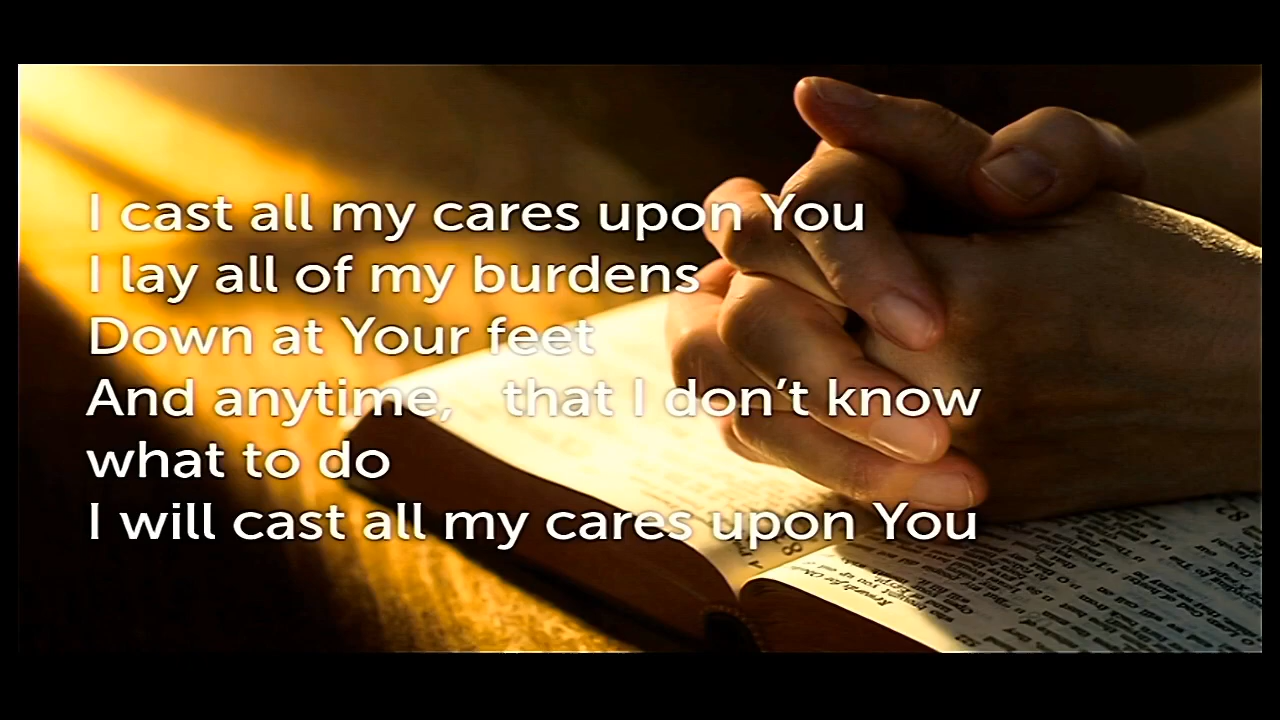 I cast all my cares upon You
I lay all of my burdens
Down at Your feet
And anytime, that I don’t know
what to do
I will cast all my cares upon You